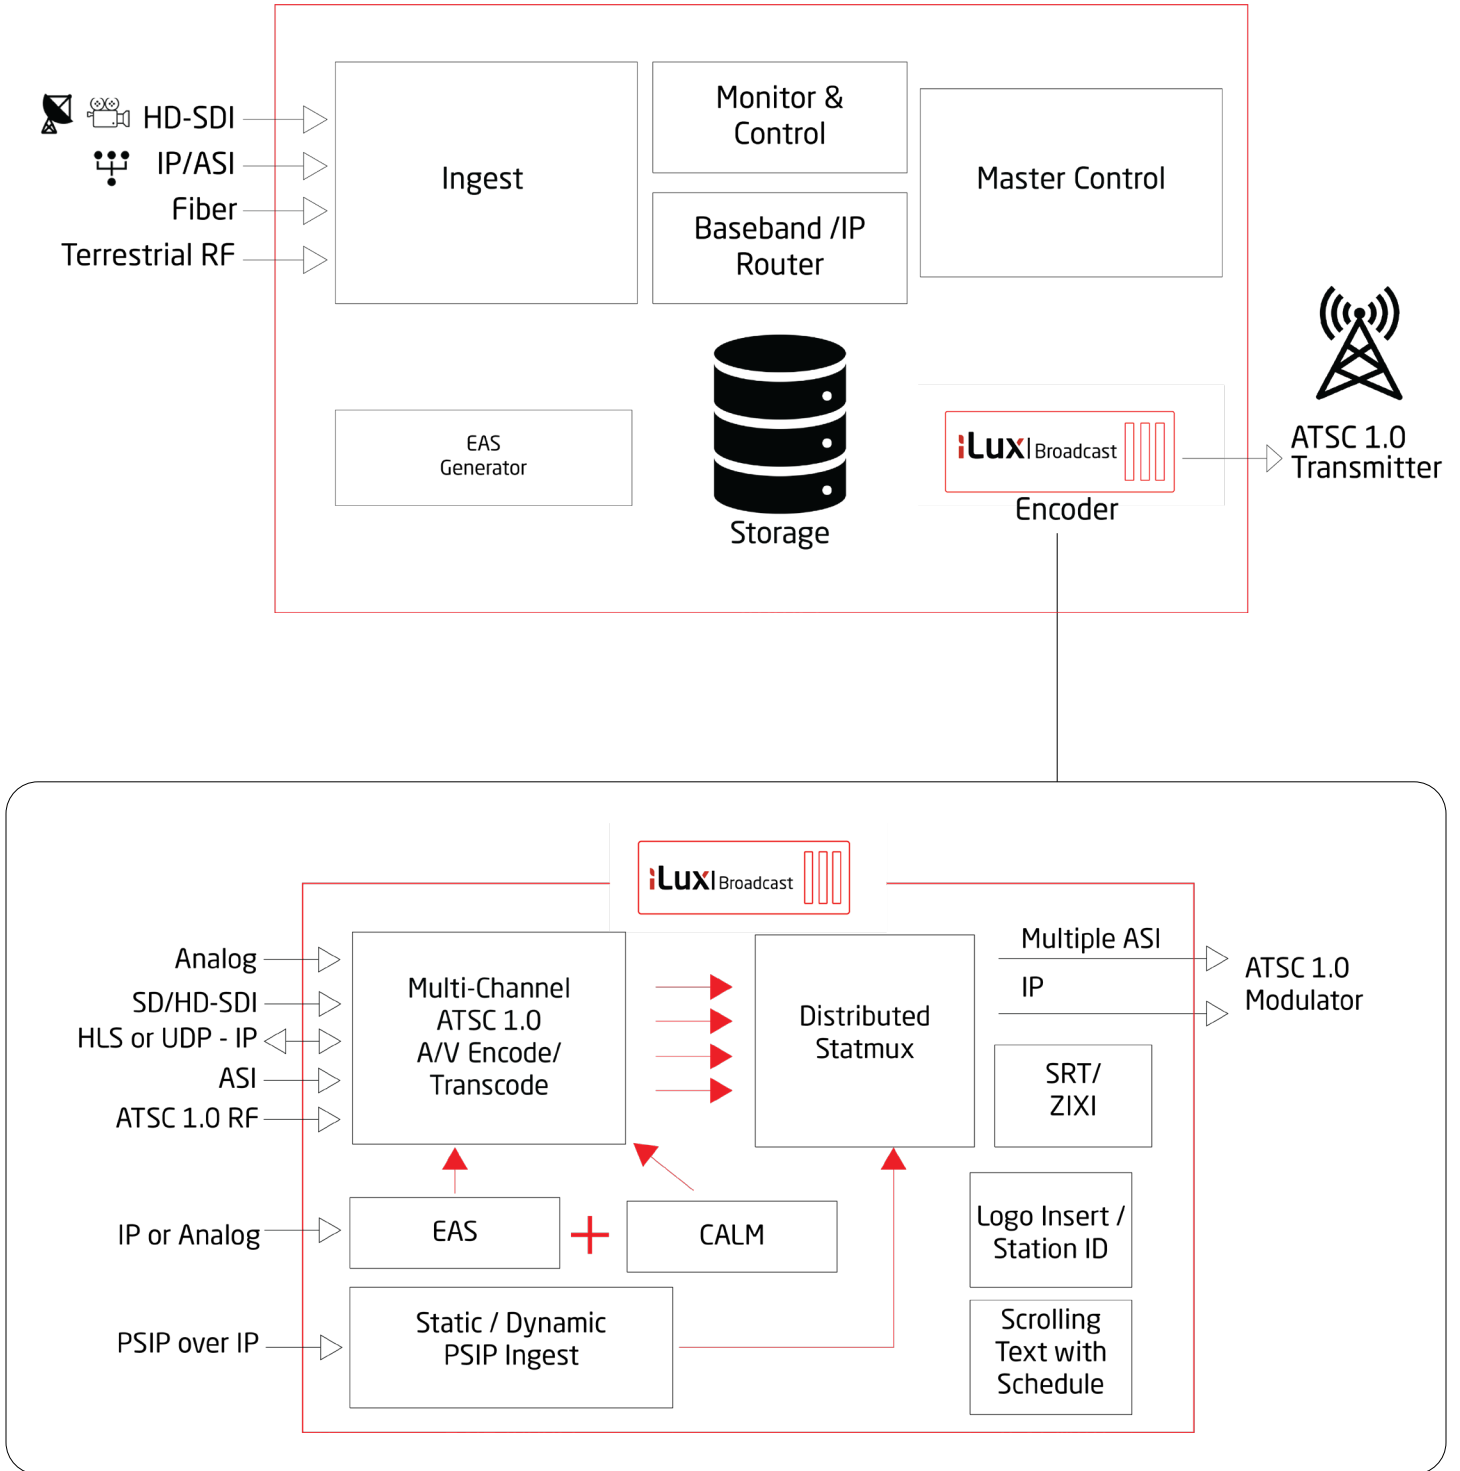 HD-SDI
IP/ASI
Fiber
Terrestrial RF
Ingest
Monitor &
Control
Baseband /IP
Router
Master Control
EAS
Generator
Storage
iLux| Broadcast
Encoder
ATSC 1.0
Transmitter
iLux| Broadcast
Analog
SD/HD-SDI
HLS or UDP - IP
ASI
ATSC 1.0 RF
Multi-Channel
ATSC 1.0
A/V Encode/
Transcode
Distributed
Statmux
Multiple ASI
IP
ATSC 1.0
Modulator
SRT/
ZIXI
IP or Analog
EAS
CALM
Logo Insert /
Station ID
PSIP over IP
Static / Dynamic
PSIP Ingest
Scrolling
Text with
Schedule